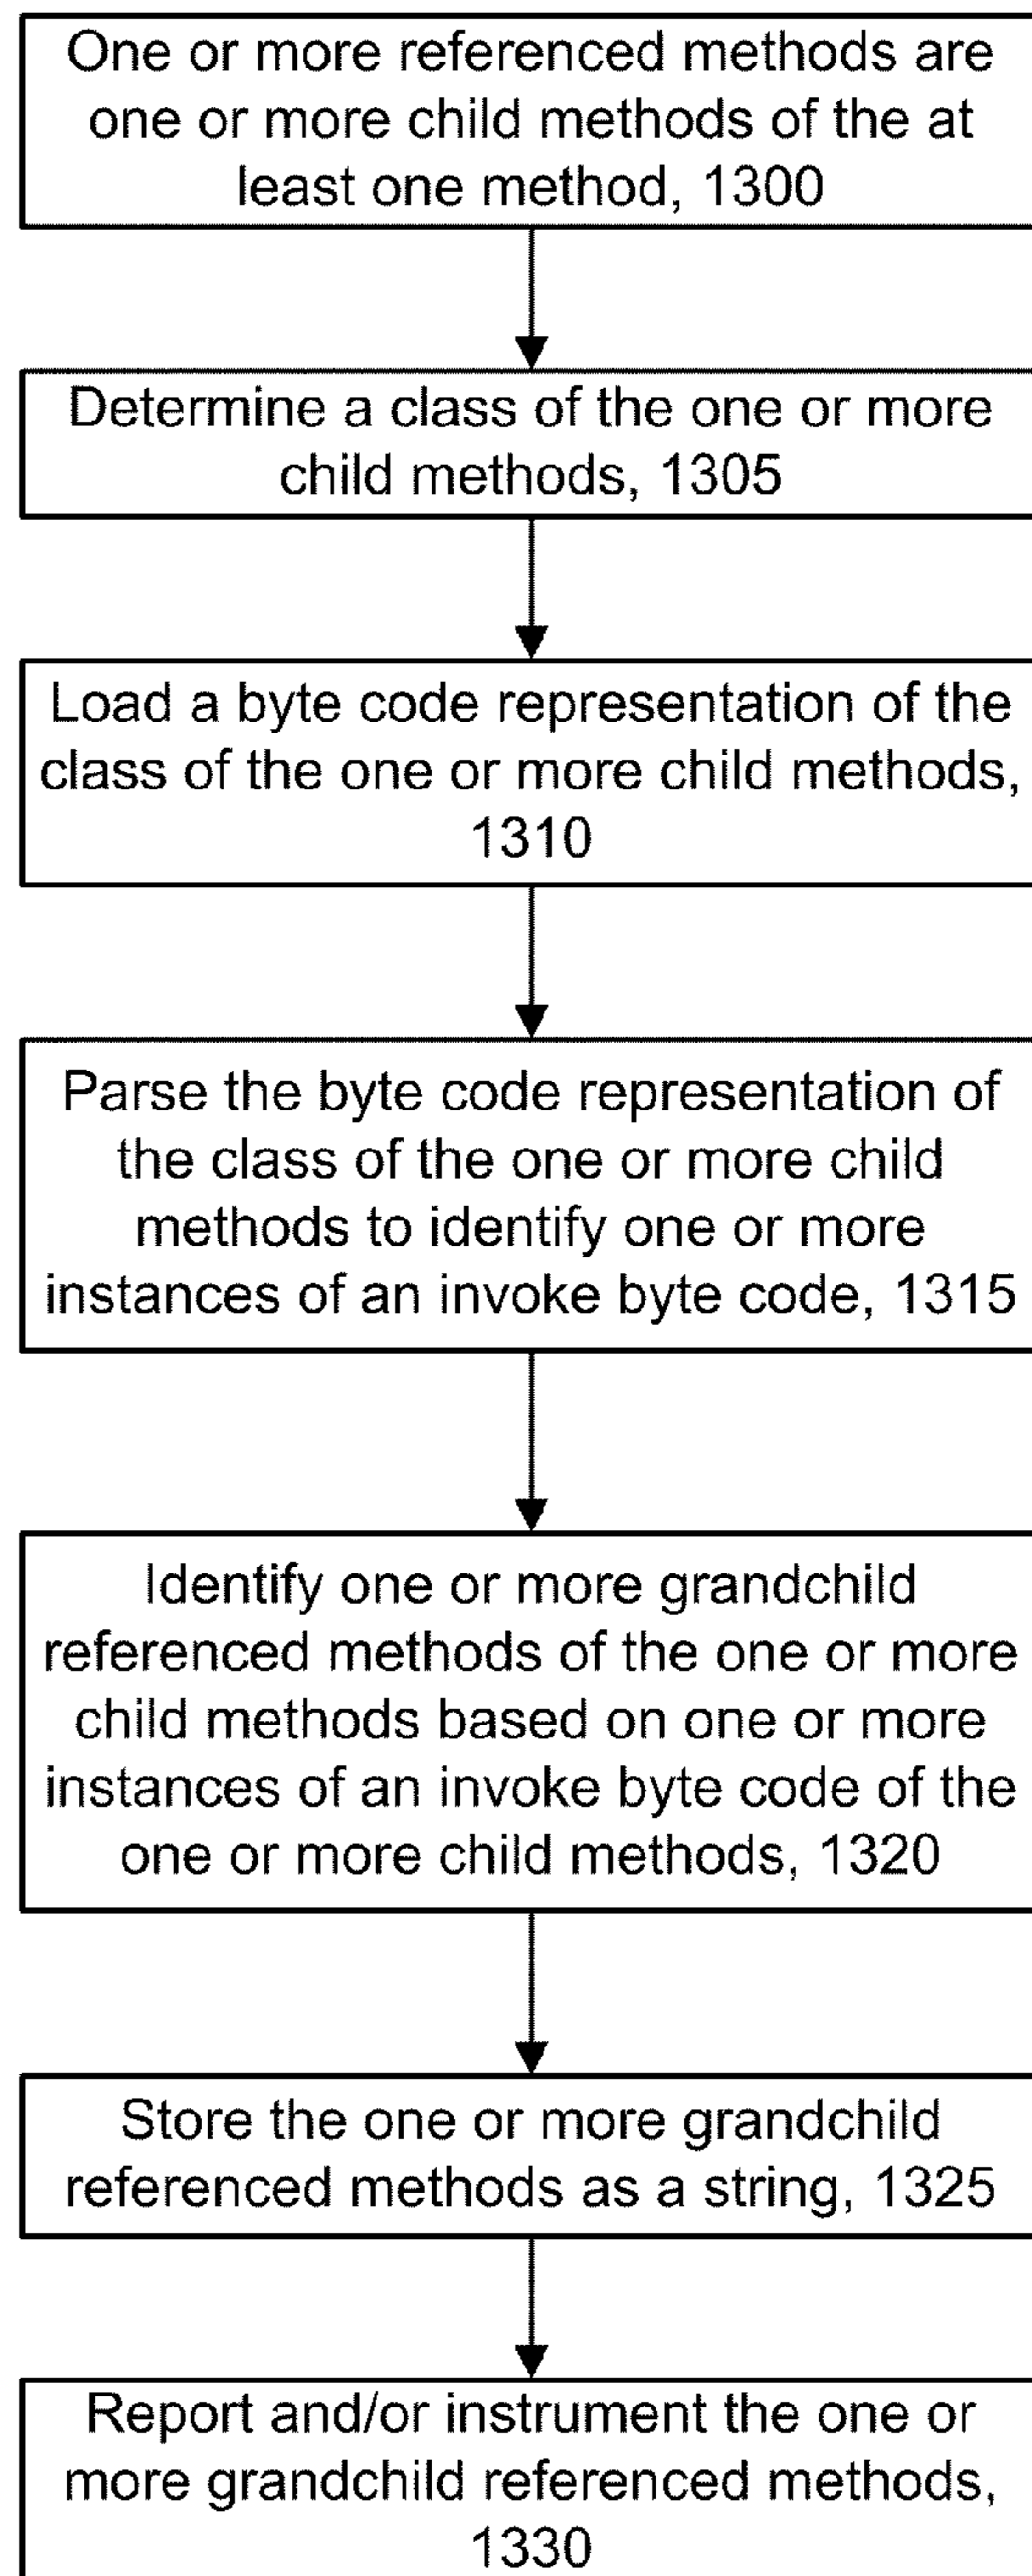 One or more referenced methods are
one or more child methods of the at
least one method, 1300
Determine a class of the one or more
child methods, 1305
Load a byte code representation of the
class of the one or more child methods,
1310
Parse the byte code representation of
the class of the one or more child
methods to identify one or more
instances of an invoke byte code, 1315
Identify one or more grandchild
referenced methods of the one or more
child methods based on one or more
instances of an invoke byte code of the
one or more child methods, 1320
Store the one or more grandchild
referenced methods as a string, 1325
Report and/or instrument the one or
more grandchild referenced methods,
1330